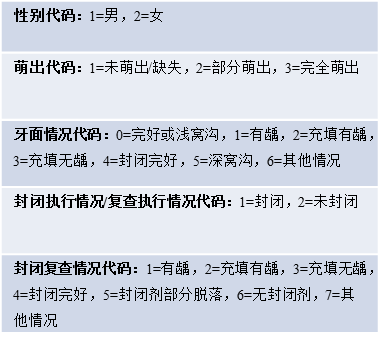 性别代码：1=男，2=女
萌出代码：1=未萌出/缺失，2=部分萌出，3=完全萌出
牙面情况代码：0=完好或浅窝沟，1=有龋，2=充填有龋，
3=充填无龋，4=封闭完好，5=深窝沟，6=其他情况
封闭执行情况/复查执行情况代码：1=封闭，2=未封闭
封闭复查情况代码：1=有龋，2=充填有龋，3=充填无龋，
4=封闭完好，5=封闭剂部分脱落，6=无封闭剂，7=其
他情况